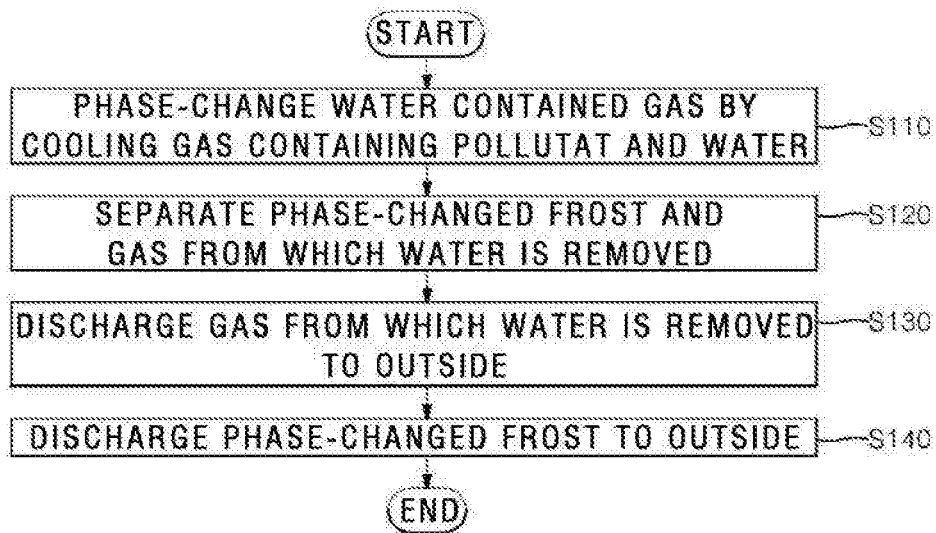 START
PHASE-CHANGE WATER CONTAINED GAS BY
COOLING GAS CONTAINING POLLUTAT AND WATER
S110
SEPARATE PHASE-CHANGED FROST AND
GAS FROM WHICH WATER IS REMOVED
S120
DISCHARGE GAS FROM WHICH WATER IS REMOVED
TO OUTSIDE
S130
DISCHARGE PHASE-CHANGED FROST TO OUTSIDE
S140
END